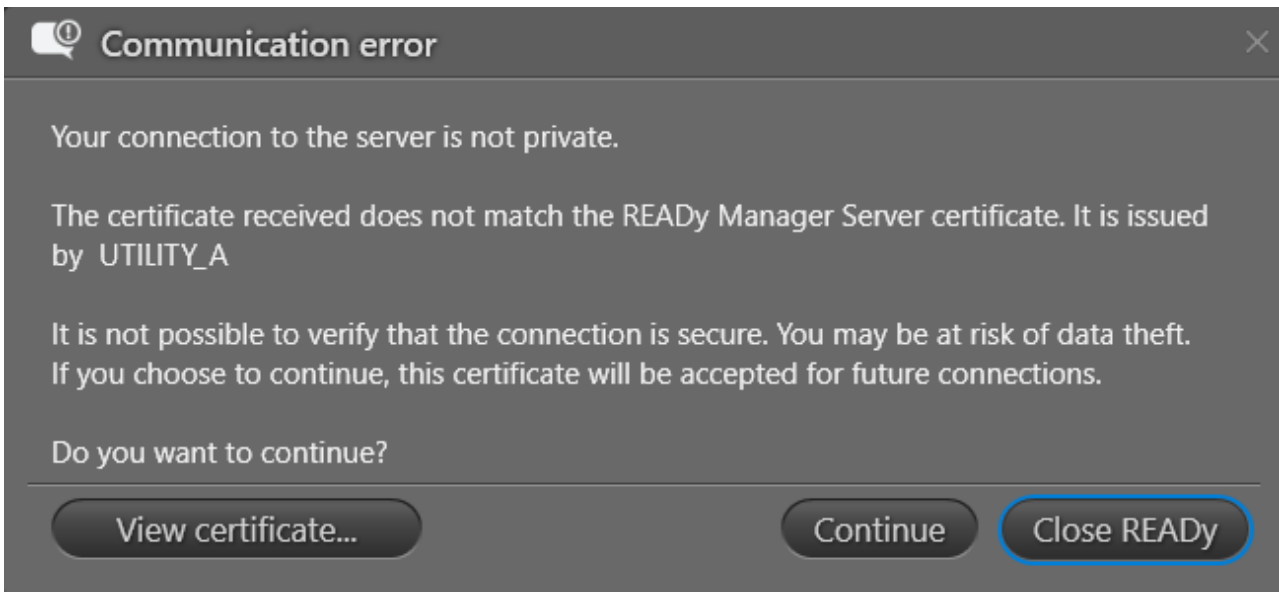 Communication error
Your connection to the server is not private.
The certificate received does not match the READy Manager Server certificate. It is issued
by  UTILITY_A
It is not possible to verify that the connection is secure. You may be at risk of data theft.
If you choose to continue, this certificate will be accepted for future connections.
Do you want to continue?
View certificate...
Continue
Close READy